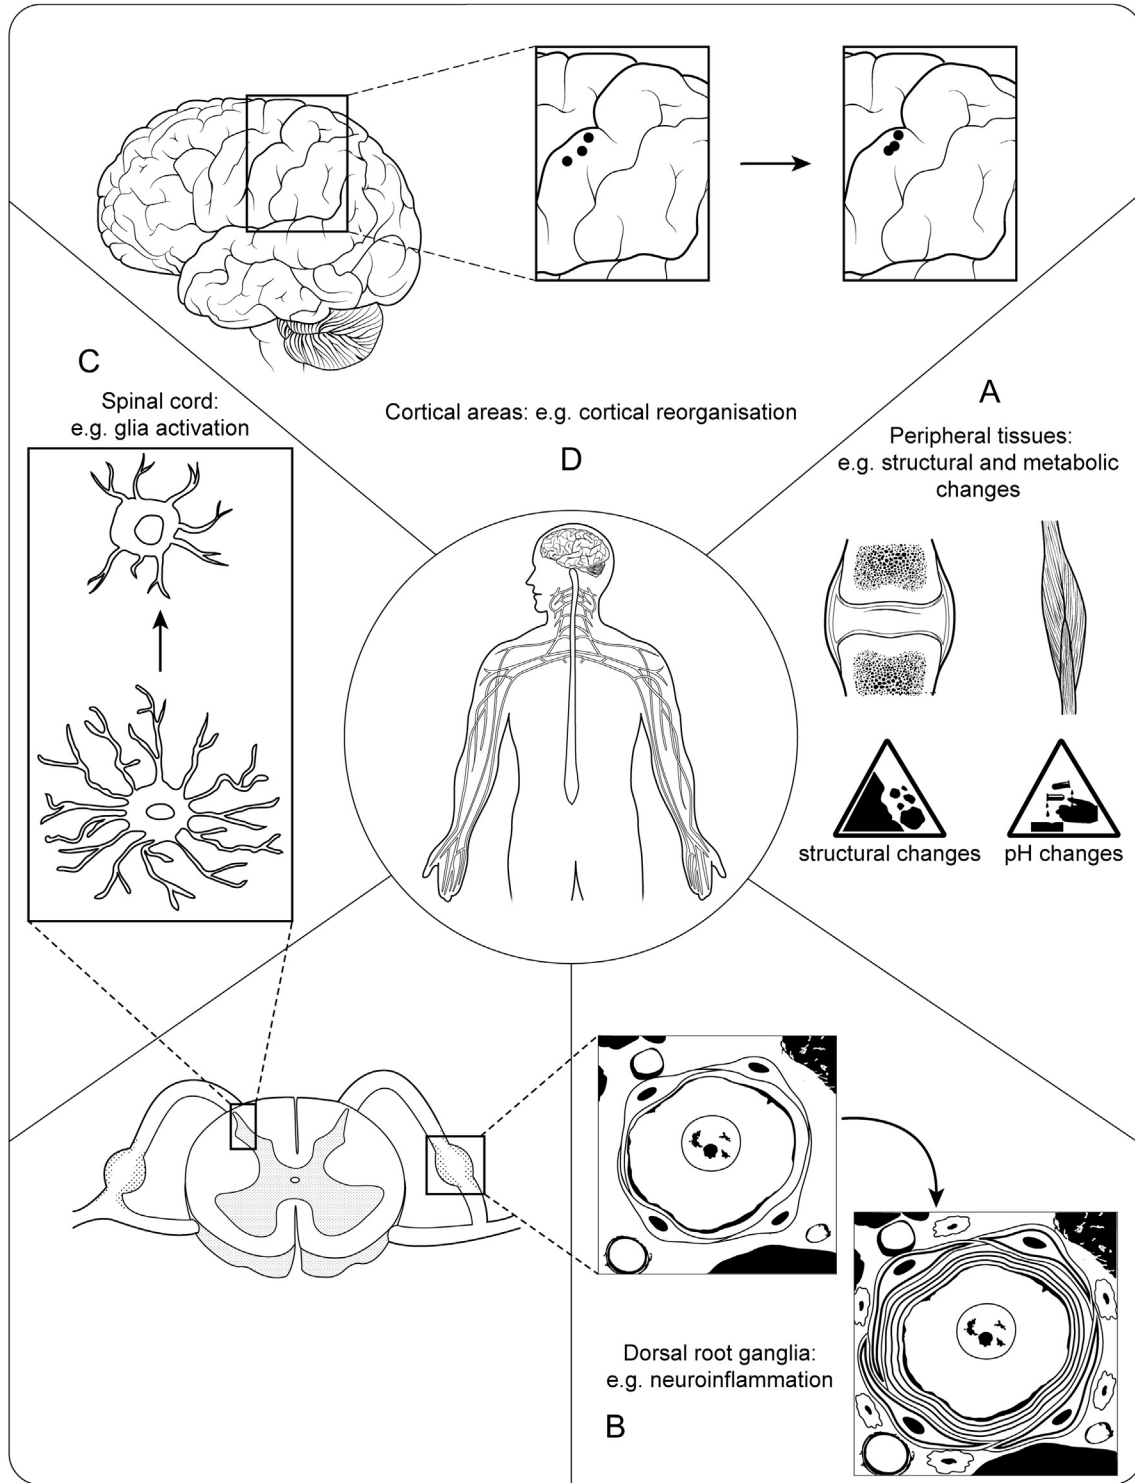 C
Spinal cord:
e.g. glia activation
Cortical areas: e.g. cortical reorganisation
D
A
Peripheral tissues:
e.g. structural and metabolic
changes
structural changes
pH changes
Dorsal root ganglia:
e.g. neuroinflammation
B